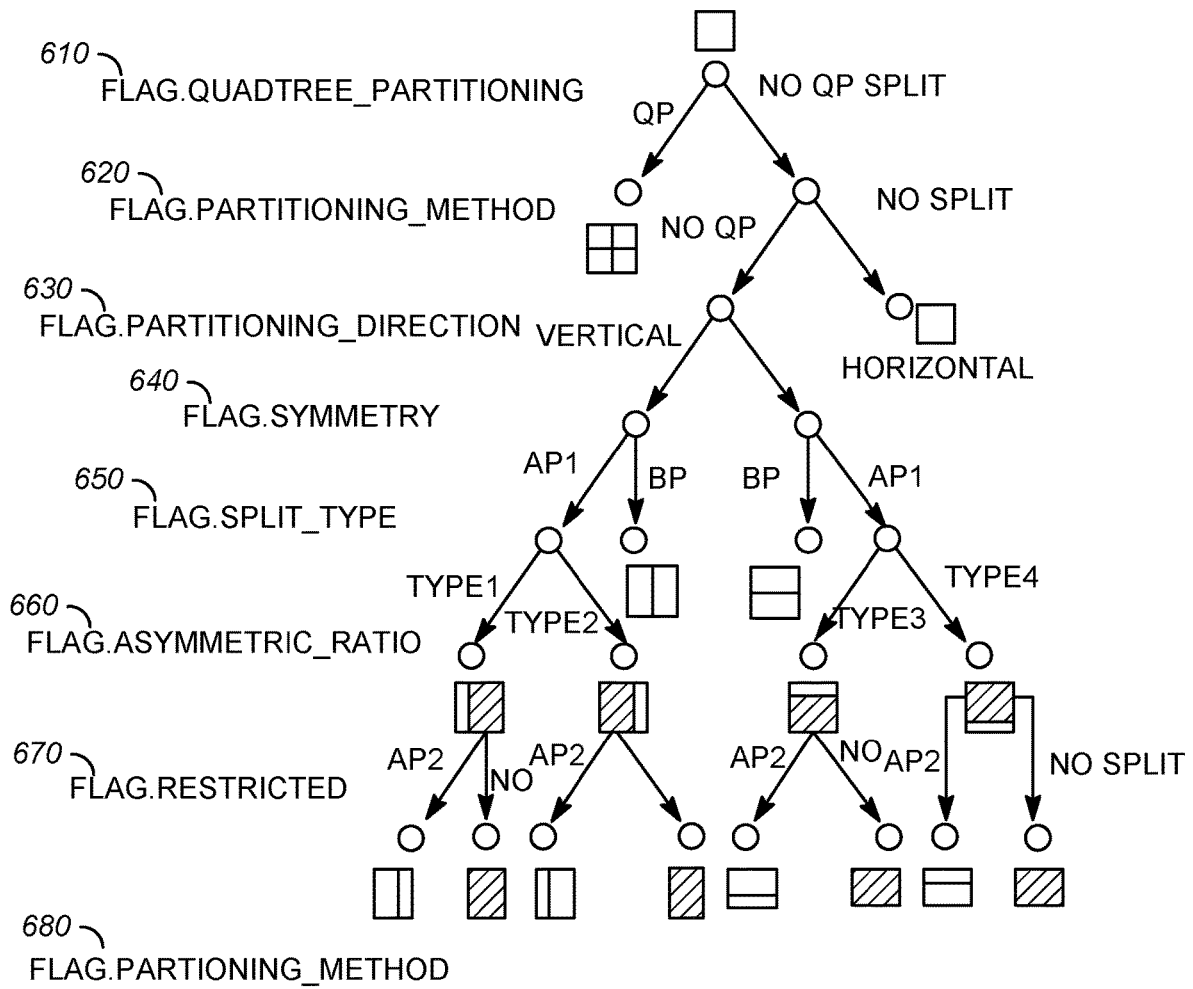 610
FLAG.QUADTREE_PARTITIONING
NO QP SPLIT
QP
620
FLAG.PARTITIONING_METHOD
NO SPLIT
NO QP
630
FLAG.PARTITIONING_DIRECTION
VERTICAL
HORIZONTAL
640
FLAG.SYMMETRY
AP1
BP
BP
AP1
650
FLAG.SPLIT_TYPE
TYPE1
TYPE2
TYPE3
TYPE4
660
FLAG.ASYMMETRIC_RATIO
AP2
NO
AP2
AP2
NO
AP2
NO SPLIT
670
FLAG.RESTRICTED
680
FLAG.PARTIONING_METHOD